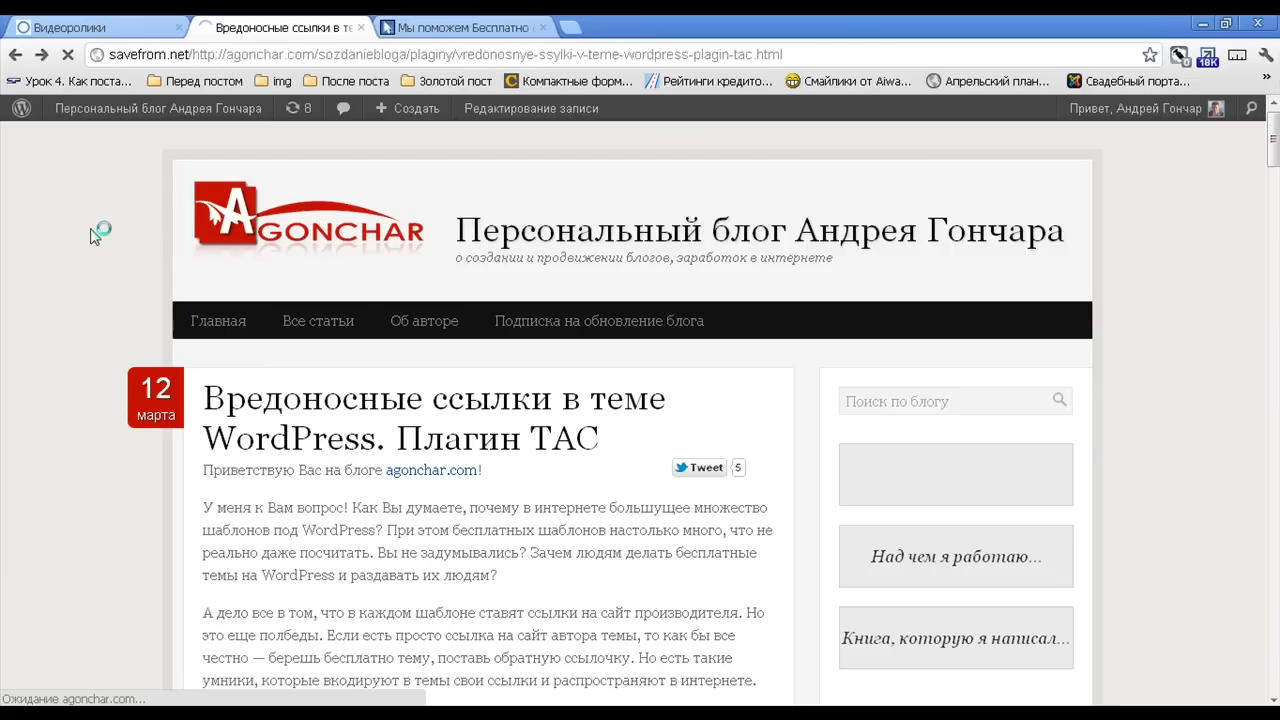 Видеоролики
Вредоносные ссылки в те
Мы поможем Бесплатно
savefrom.net/http://agonchar.com/sozdaniebloga/plaginy/vredonosnye-ssylki-v-teme-wordpress-plagin-tac.html
18K
Урок 4. Как поста...
Перед постом
img
После поста
Золотой пост
Компактные форм...
Рейтинги кредито...
Смайлики от Aiwa...
Апрельский план...
Свадебный порта...
Персональный блог Андрея Гончара
8
Создать
Редактирование записи
Привет, Андрей Гончар
AGONCHAR
Персональный блог Андрея Гончара
о создании и продвижении блогов, заработок в интернете
Главная
Все статьи
Об авторе
Подписка на обновление блога
12
марта
Вредоносные ссылки в теме
WordPress. Плагин TAC
Приветствую Вас на блоге agonchar.com!
Tweet
5
У меня к Вам вопрос! Как Вы думаете, почему в интернете большущее множество
шаблонов под WordPress? При этом бесплатных шаблонов настолько много, что не
реально даже посчитать. Вы не задумывались? Зачем людям делать бесплатные
темы на WordPress и раздавать их людям?
А дело все в том, что в каждом шаблоне ставят ссылки на сайт производителя. Но
это еще полбеды. Если есть просто ссылка на сайт автора темы, то как бы все
честно — берешь бесплатно тему, поставь обратную ссылочку. Но есть такие
умники, которые вкодируют в темы свои ссылки и распространяют в интернете.
Поиск по блогу
Над чем я работаю...
Книга, которую я написал...
Ожидание agonchar.com...